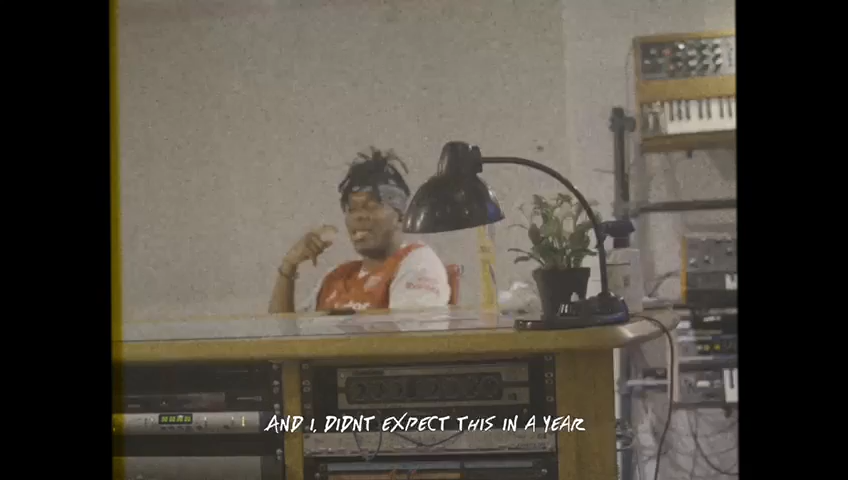 AND I, DIDNT EXPECT THIS IN A YEAR